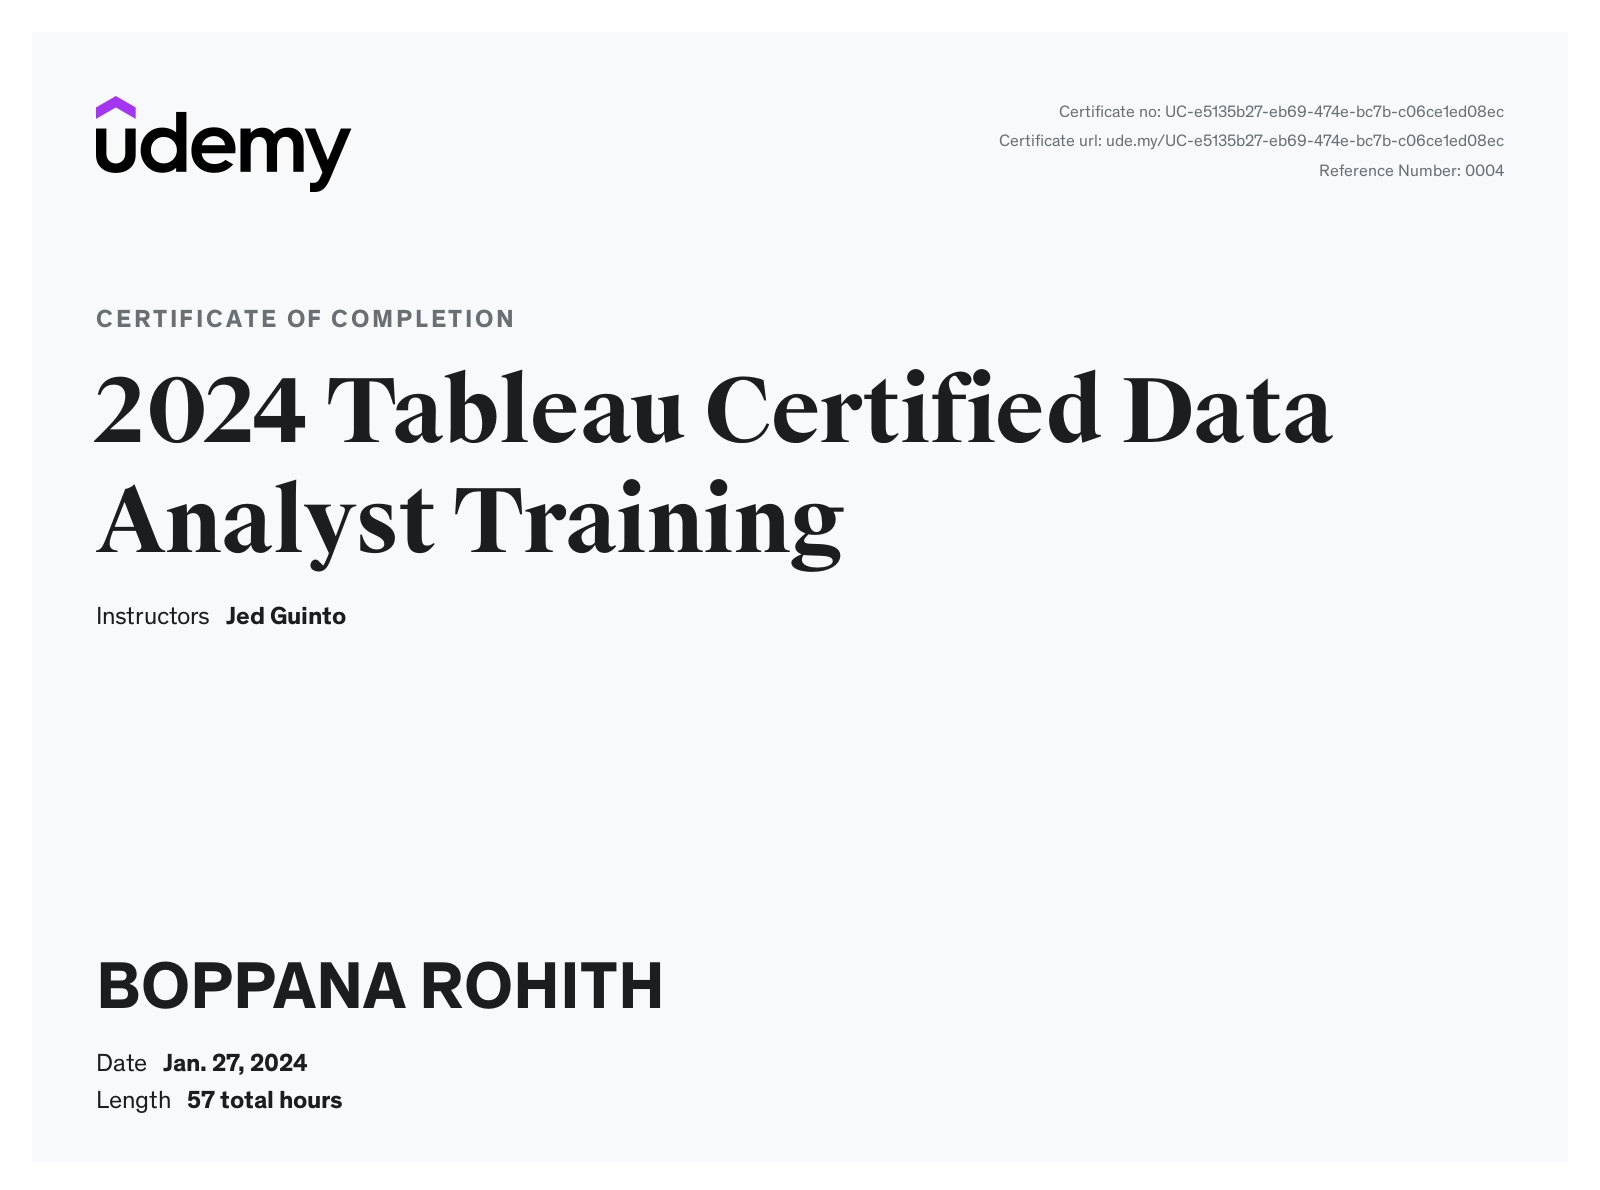 udemy
Certificate no: UC-e5135b27-eb69-474e-bc7b-c06ce1ed08ec
Certificate url: ude.my/UC-e5135b27-eb69-474e-bc7b-c06ce1ed08ec
Reference Number: 0004
CERTIFICATE OF COMPLETION
2024 Tableau Certified Data
Analyst Training
Instructors Jed Guinto
BOPPANA ROHITH
Date Jan. 27, 2024
Length 57 total hours